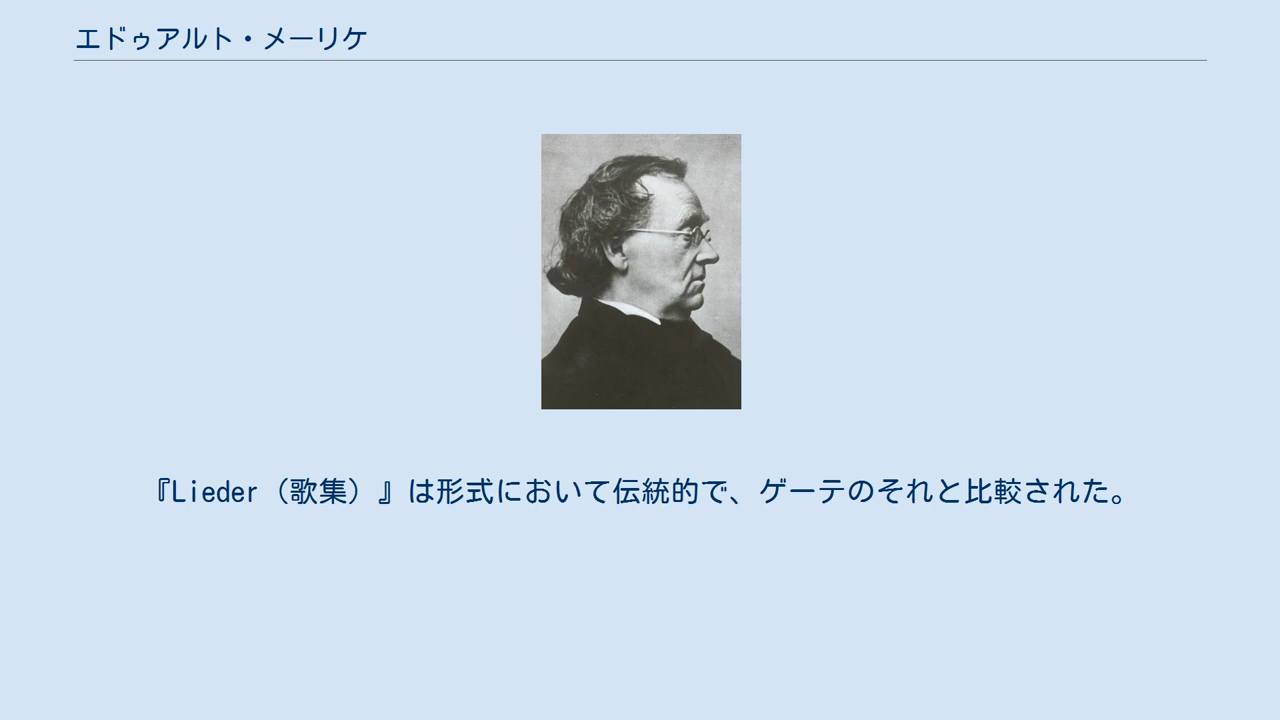 エドゥアルト・メーリケ
『Lieder（歌集）』は形式において伝統的で、ゲーテのそれと比較された。